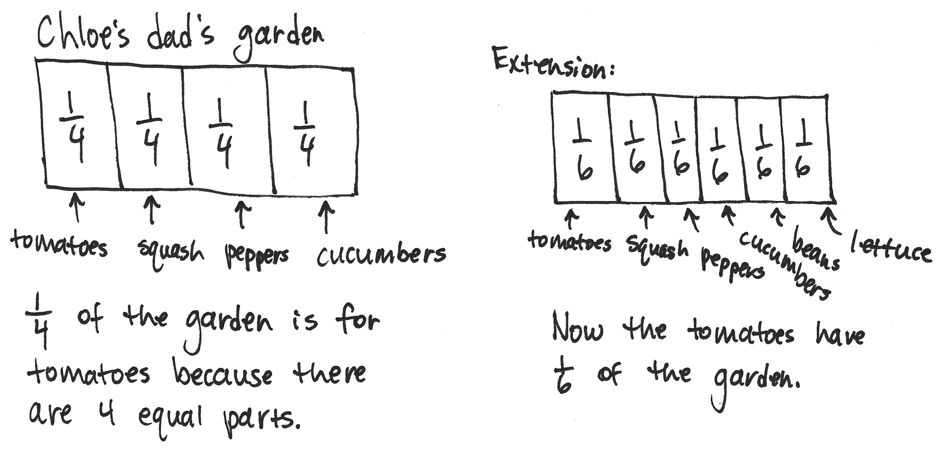 Chloe's dad's garden
1/4 1/4 1/4 1/4
tomatoes squash peppers cucumbers
1/4 of the garden is for
tomatoes because there
are 4 equal parts.
Extension:
1/6 1/6 1/6 1/6 1/6 1/6
tomatoes squash peppers cucumbers beans lettuce
Now the tomatoes have
1/6 of the garden.